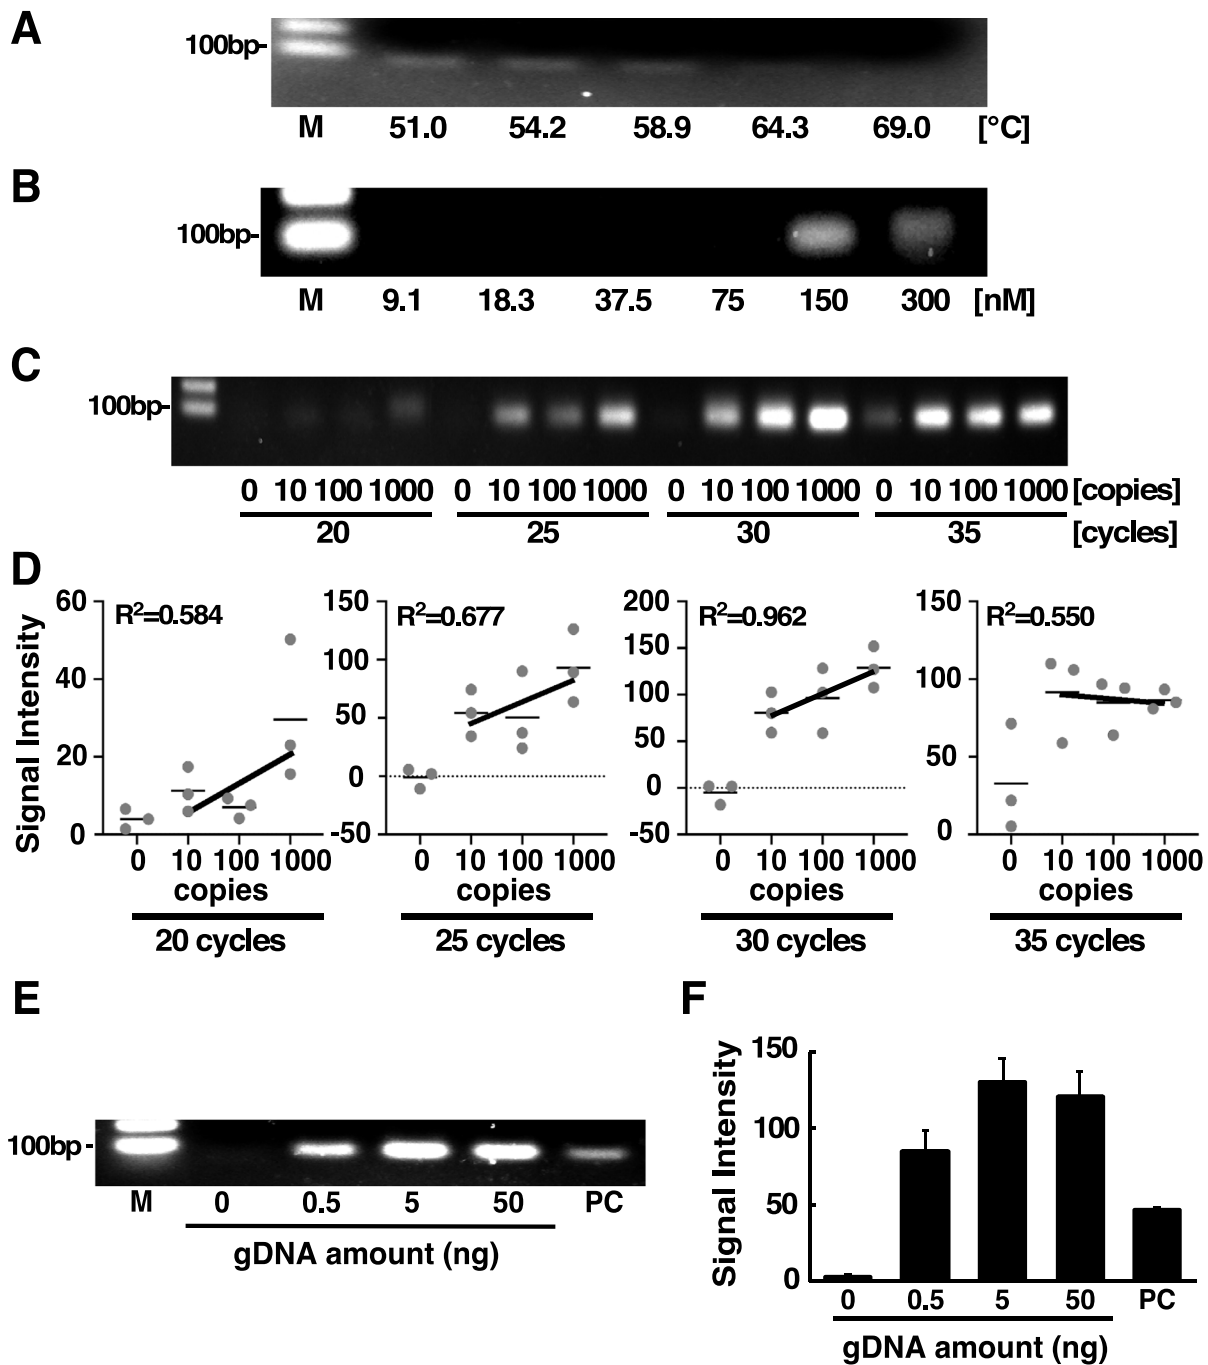 A
100bp-
M 51.0 54.2 58.9 64.3 69.0 [°C]
B
100bp-
M 9.1 18.3 37.5 75 150 300 [nM]
C
100bp-
0 10 100 1000 0 10 100 1000 0 10 100 1000 0 10 100 1000 [copies]
20 25 30 35 [cycles]
D
Signal Intensity
60
40
20
0
R²=0.584
0 10 100 1000
copies
20 cycles
150
100
50
0
-50
R²=0.677
0 10 100 1000
copies
25 cycles
200
150
100
50
0
-50
R²=0.962
0 10 100 1000
copies
30 cycles
150
100
50
0
R²=0.550
0 10 100 1000
copies
35 cycles
E
100bp-
M 0 0.5 5 50 PC
gDNA amount (ng)
F
Signal Intensity
150
100
50
0
0 0.5 5 50 PC
gDNA amount (ng)